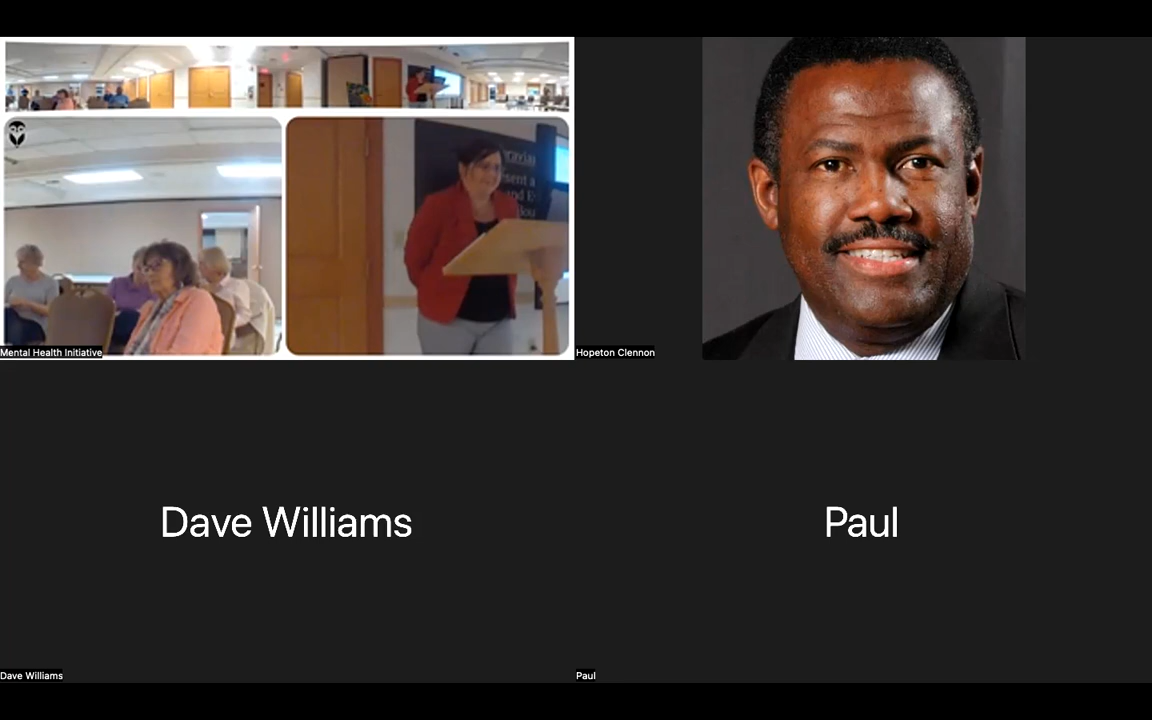 Mental Health Initiative
Hopeton Clennon
Dave Williams
Paul
Dave Williams
Paul